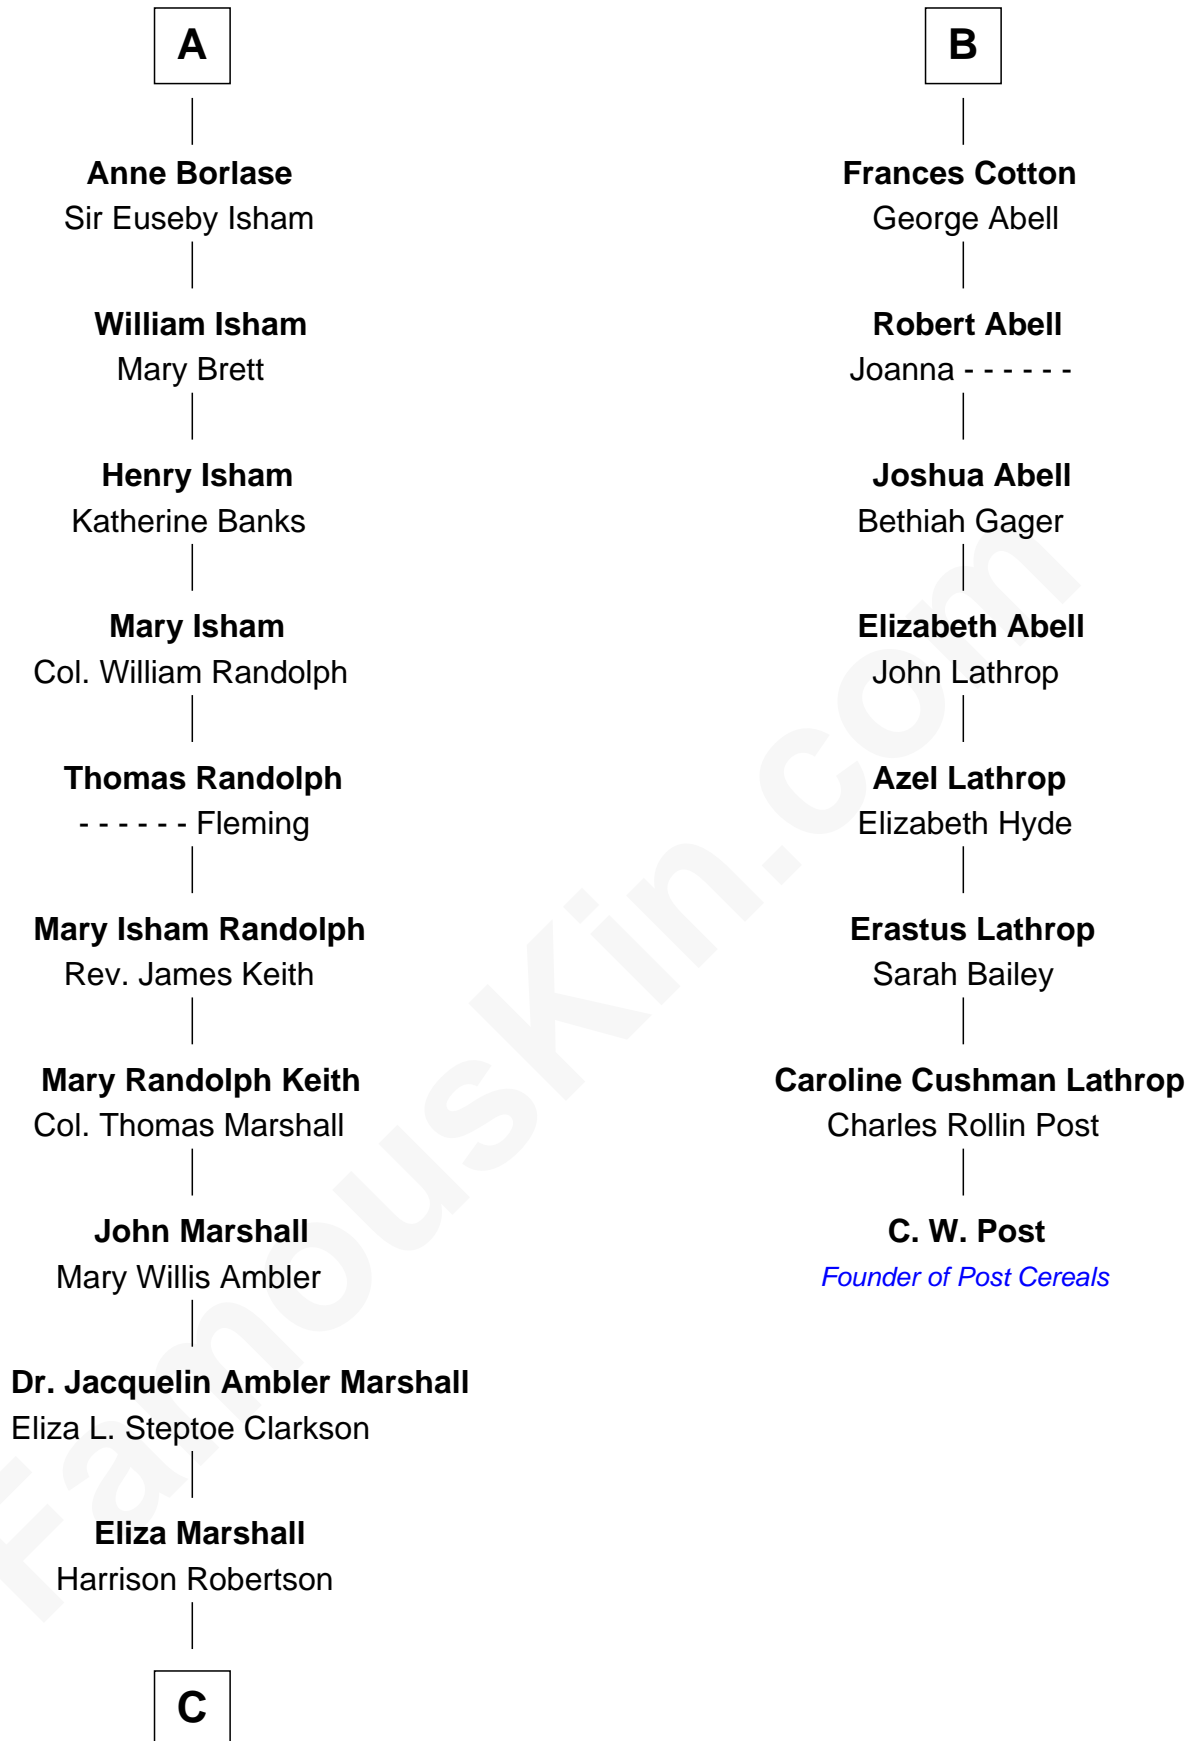 A
Anne Borlase
Sir Euseby Isham
William Isham
Mary Brett
Henry Isham
Katherine Banks
Mary Isham
Col. William Randolph
Thomas Randolph
- - - - - - Fleming
Mary Isham Randolph
Rev. James Keith
Mary Randolph Keith
Col. Thomas Marshall
John Marshall
Mary Willis Ambler
Dr. Jacquelin Ambler Marshall
Eliza L. Steptoe Clarkson
Eliza Marshall
Harrison Robertson
C
B
Frances Cotton
George Abell
Robert Abell
Joanna - - - - - -
Joshua Abell
Bethiah Gager
Elizabeth Abell
John Lathrop
Azel Lathrop
Elizabeth Hyde
Erastus Lathrop
Sarah Bailey
Caroline Cushman Lathrop
Charles Rollin Post
C. W. Post
Founder of Post Cereals
FamousKin.com